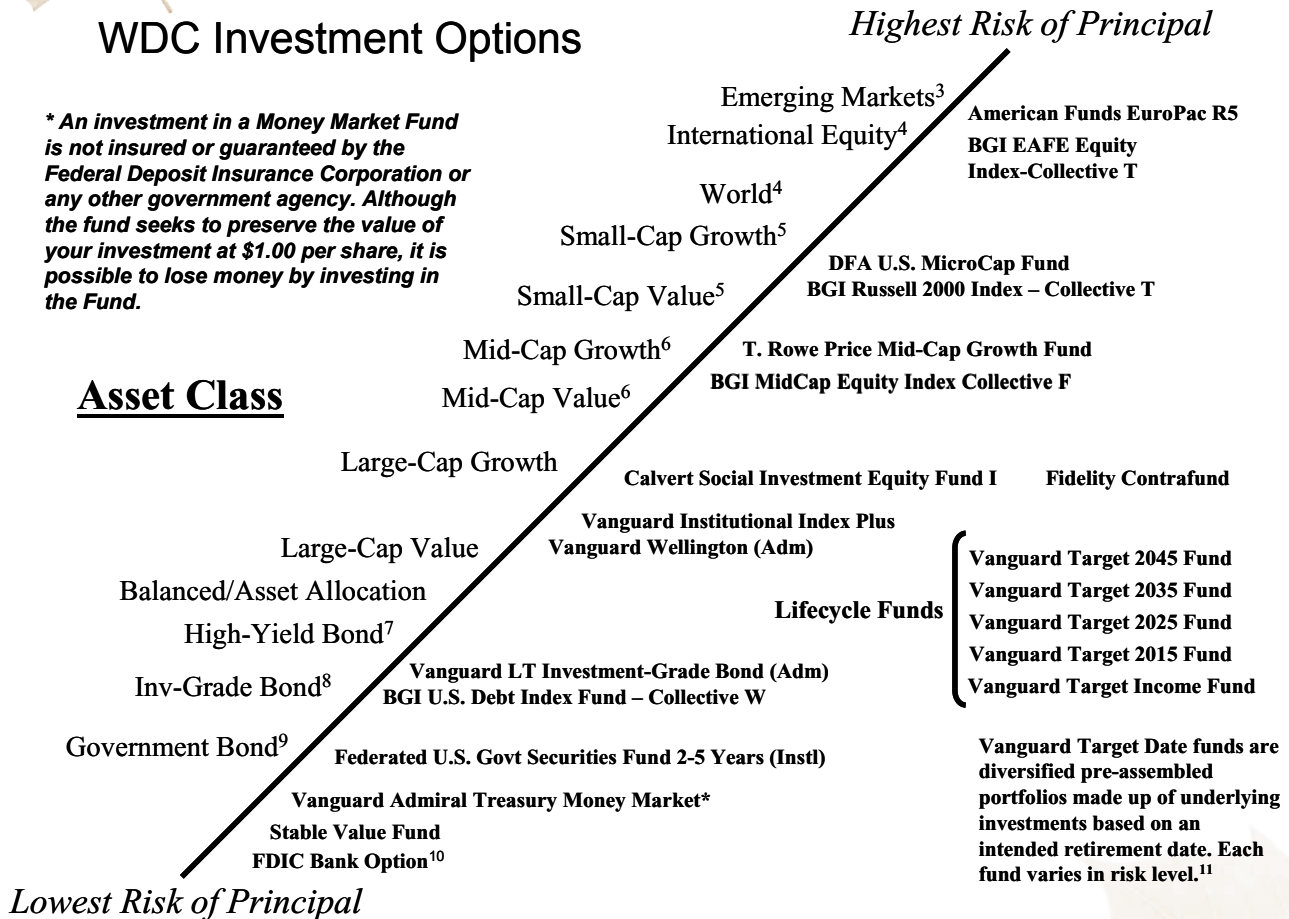 WDC Investment Options
Highest Risk of Principal
* An investment in a Money Market Fund
is not insured or guaranteed by the
Federal Deposit Insurance Corporation or
any other government agency. Although
the fund seeks to preserve the value of
your investment at $1.00 per share, it is
possible to lose money by investing in
the Fund.
Asset Class
Emerging Markets³
International Equity⁴
World⁴
Small-Cap Growth⁵
Small-Cap Value⁵
Mid-Cap Growth⁶
Mid-Cap Value⁶
Large-Cap Growth
Large-Cap Value
Balanced/Asset Allocation
High-Yield Bond⁷
Inv-Grade Bond⁸
Government Bond⁹
American Funds EuroPac R5
BGI EAFE Equity
Index-Collective T
DFA U.S. MicroCap Fund
BGI Russell 2000 Index – Collective T
T. Rowe Price Mid-Cap Growth Fund
BGI MidCap Equity Index Collective F
Calvert Social Investment Equity Fund I Fidelity Contrafund
Vanguard Institutional Index Plus
Vanguard Wellington (Adm)
Lifecycle Funds
Vanguard Target 2045 Fund
Vanguard Target 2035 Fund
Vanguard Target 2025 Fund
Vanguard Target 2015 Fund
Vanguard Target Income Fund
Vanguard LT Investment-Grade Bond (Adm)
BGI U.S. Debt Index Fund – Collective W
Federated U.S. Govt Securities Fund 2-5 Years (Instl)
Vanguard Admiral Treasury Money Market*
Stable Value Fund
FDIC Bank Option¹⁰
Vanguard Target Date funds are
diversified pre-assembled
portfolios made up of underlying
investments based on an
intended retirement date. Each
fund varies in risk level.¹¹
Lowest Risk of Principal